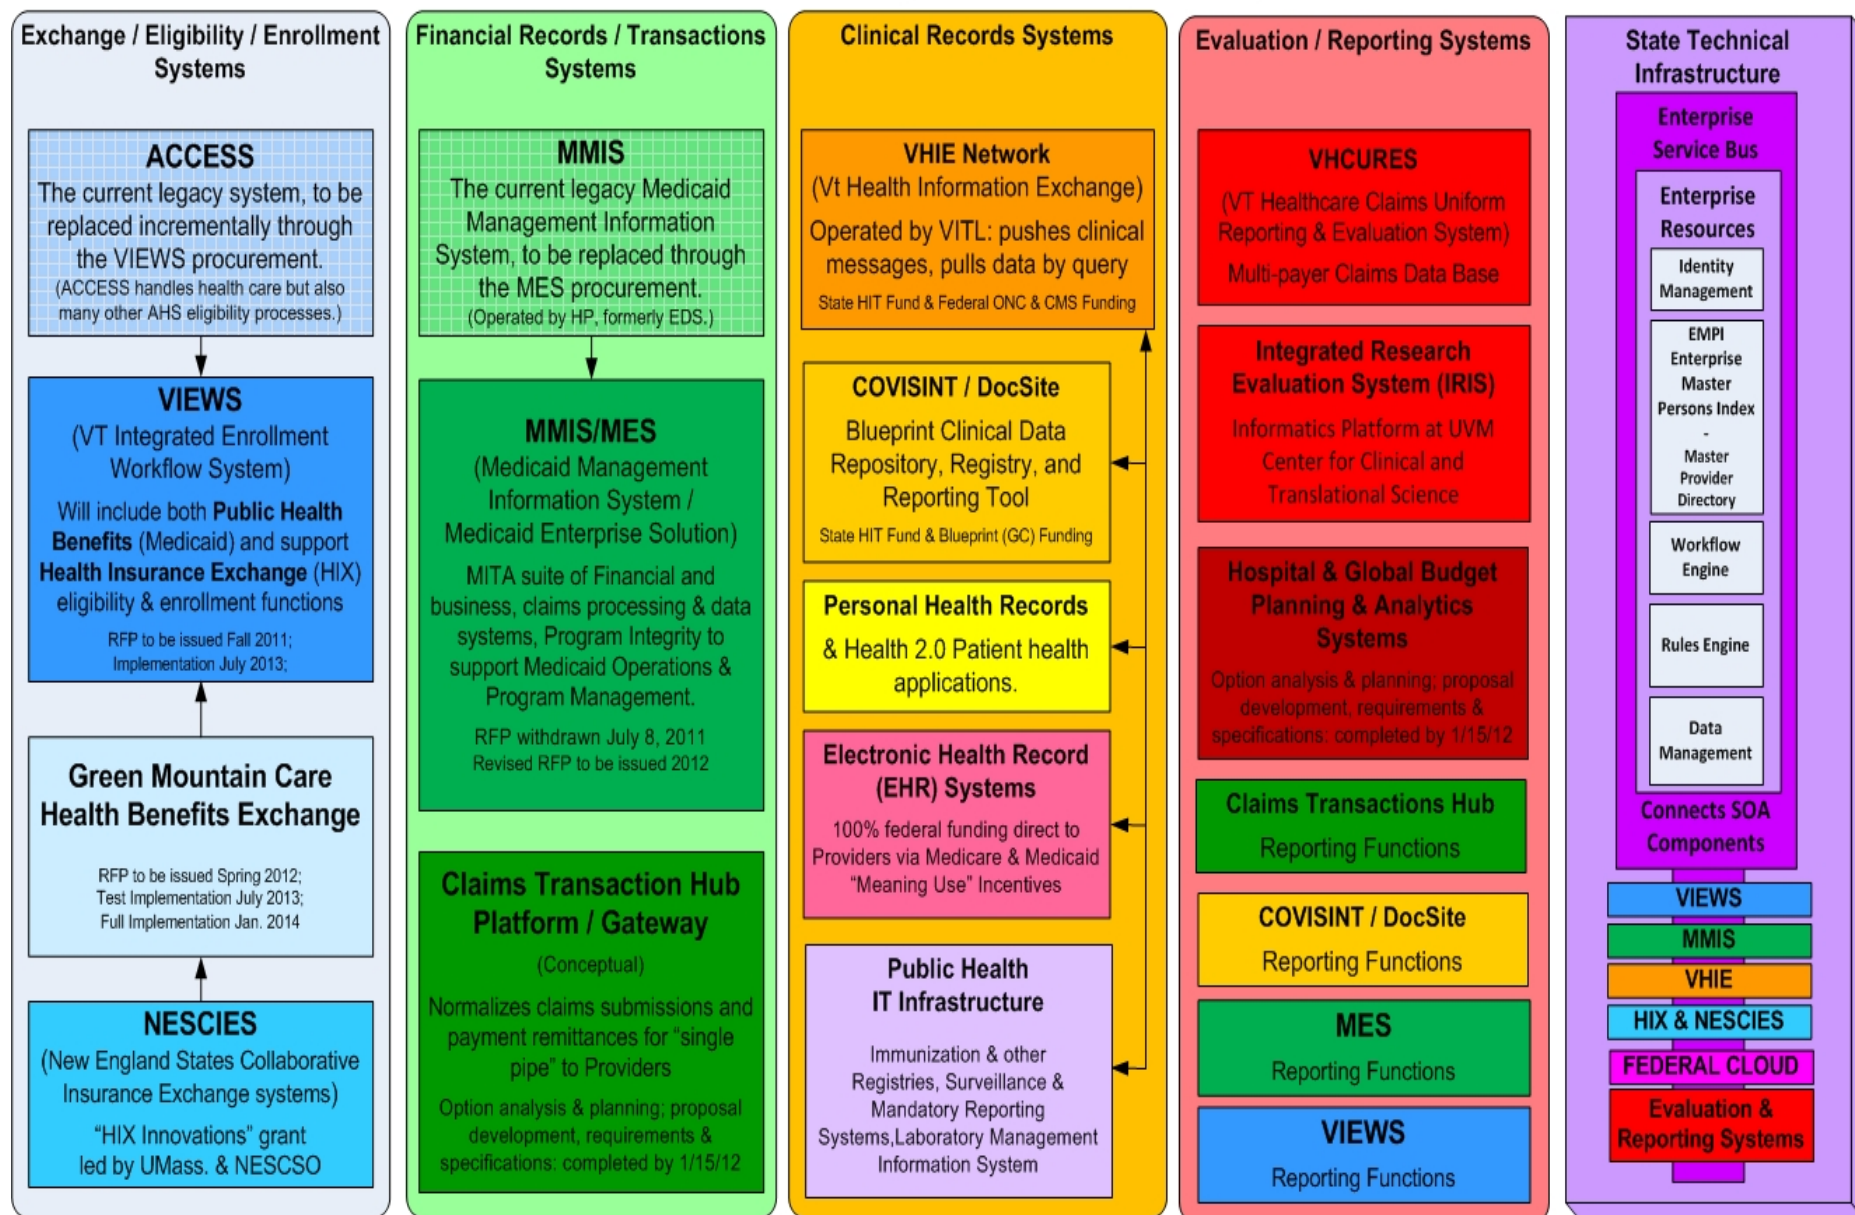 Exchange / Eligibility / Enrollment
Systems
ACCESS
The current legacy system, to be
replaced incrementally through
the VIEWS procurement.
(ACCESS handles health care but also
many other AHS eligibility processes.)
VIEWS
(VT Integrated Enrollment
Workflow System)
Will include both Public Health
Benefits (Medicaid) and support
Health Insurance Exchange (HIX)
eligibility & enrollment functions
RFP to be issued Fall 2011;
Implementation July 2013;
Green Mountain Care
Health Benefits Exchange
RFP to be issued Spring 2012;
Test Implementation July 2013;
Full Implementation Jan. 2014
NESCIES
(New England States Collaborative
Insurance Exchange systems)
“HIX Innovations” grant
led by UMass. & NESCSO
Financial Records / Transactions
Systems
MMIS
The current legacy Medicaid
Management Information
System, to be replaced through
the MES procurement.
(Operated by HP, formerly EDS.)
MMIS/MES
(Medicaid Management
Information System /
Medicaid Enterprise Solution)
MITA suite of Financial and
business, claims processing & data
systems, Program Integrity to
support Medicaid Operations &
Program Management.
RFP withdrawn July 8, 2011
Revised RFP to be issued 2012
Claims Transaction Hub
Platform / Gateway
(Conceptual)
Normalizes claims submissions and
payment remittances for “single
pipe” to Providers
Option analysis & planning; proposal
development, requirements &
specifications: completed by 1/15/12
Clinical Records Systems
VHIE Network
(Vt Health Information Exchange)
Operated by VITL: pushes clinical
messages, pulls data by query
State HIT Fund & Federal ONC & CMS Funding
COVISINT / DocSite
Blueprint Clinical Data
Repository, Registry, and
Reporting Tool
State HIT Fund & Blueprint (GC) Funding
Personal Health Records
& Health 2.0 Patient health
applications.
Electronic Health Record
(EHR) Systems
100% federal funding direct to
Providers via Medicare & Medicaid
“Meaning Use” Incentives
Public Health
IT Infrastructure
Immunization & other
Registries, Surveillance &
Mandatory Reporting
Systems,Laboratory Management
Information System
Evaluation / Reporting Systems
VHCURES
(VT Healthcare Claims Uniform
Reporting & Evaluation System)
Multi-payer Claims Data Base
Integrated Research
Evaluation System (IRIS)
Informatics Platform at UVM
Center for Clinical and
Translational Science
Hospital & Global Budget
Planning & Analytics
Systems
Option analysis & planning; proposal
development, requirements &
specifications: completed by 1/15/12
Claims Transactions Hub
Reporting Functions
COVISINT / DocSite
Reporting Functions
MES
Reporting Functions
VIEWS
Reporting Functions
State Technical
Infrastructure
Enterprise
Service Bus
Enterprise
Resources
Identity
Management
EMPI
Enterprise
Master
Persons Index
-
Master
Provider
Directory
Workflow
Engine
Rules Engine
Data
Management
Connects SOA
Components
VIEWS
MMIS
VHIE
HIX & NESCIES
FEDERAL CLOUD
Evaluation &
Reporting Systems